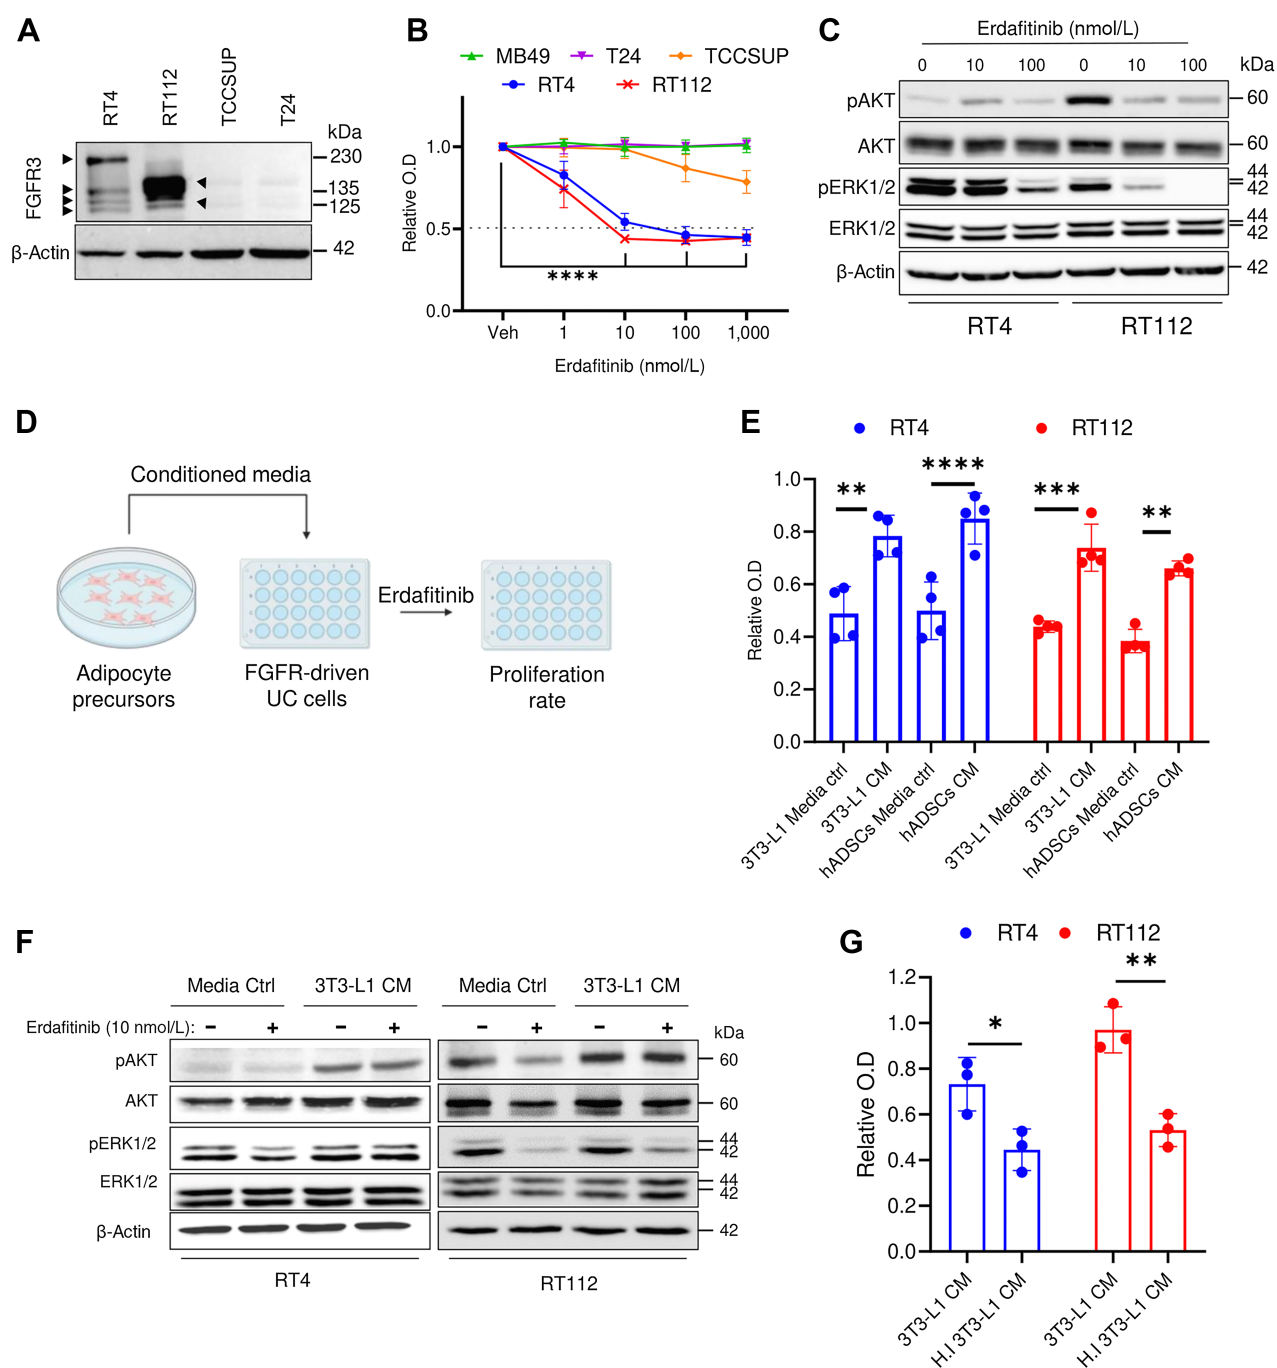 A
RT4
RT112
TCCSUP
T24
kDa
FGFR3
230
135
125
β-Actin
42
B
MB49
T24
TCCSUP
RT4
RT112
Relative O.D
1.0
0.5
0.0
****
Veh
1
10
100
1,000
Erdafitinib (nmol/L)
C
Erdafitinib (nmol/L)
0 10 100 0 10 100 kDa
pAKT 60
AKT 60
pERK1/2 44
42
ERK1/2 44
42
β-Actin 42
RT4 RT112
D
Conditioned media
Erdafitinib
Adipocyte
precursors
FGFR-driven
UC cells
Proliferation
rate
E
RT4 RT112
Relative O.D
1.0
0.8
0.6
0.4
0.2
0.0
** **** *** **
3T3-L1 Media ctrl
3T3-L1 CM
hADSCs Media ctrl
hADSCs CM
3T3-L1 Media ctrl
3T3-L1 CM
hADSCs Media ctrl
hADSCs CM
F
Media Ctrl 3T3-L1 CM Media Ctrl 3T3-L1 CM
Erdafitinib (10 nmol/L): - + - + - + - + kDa
pAKT 60
AKT 60
pERK1/2 44
42
ERK1/2 44
42
β-Actin 42
RT4 RT112
G
RT4 RT112
Relative O.D
1.2
1.0
0.8
0.6
0.4
0.2
0.0
* **
3T3-L1 CM
H.I 3T3-L1 CM
3T3-L1 CM
H.I 3T3-L1 CM